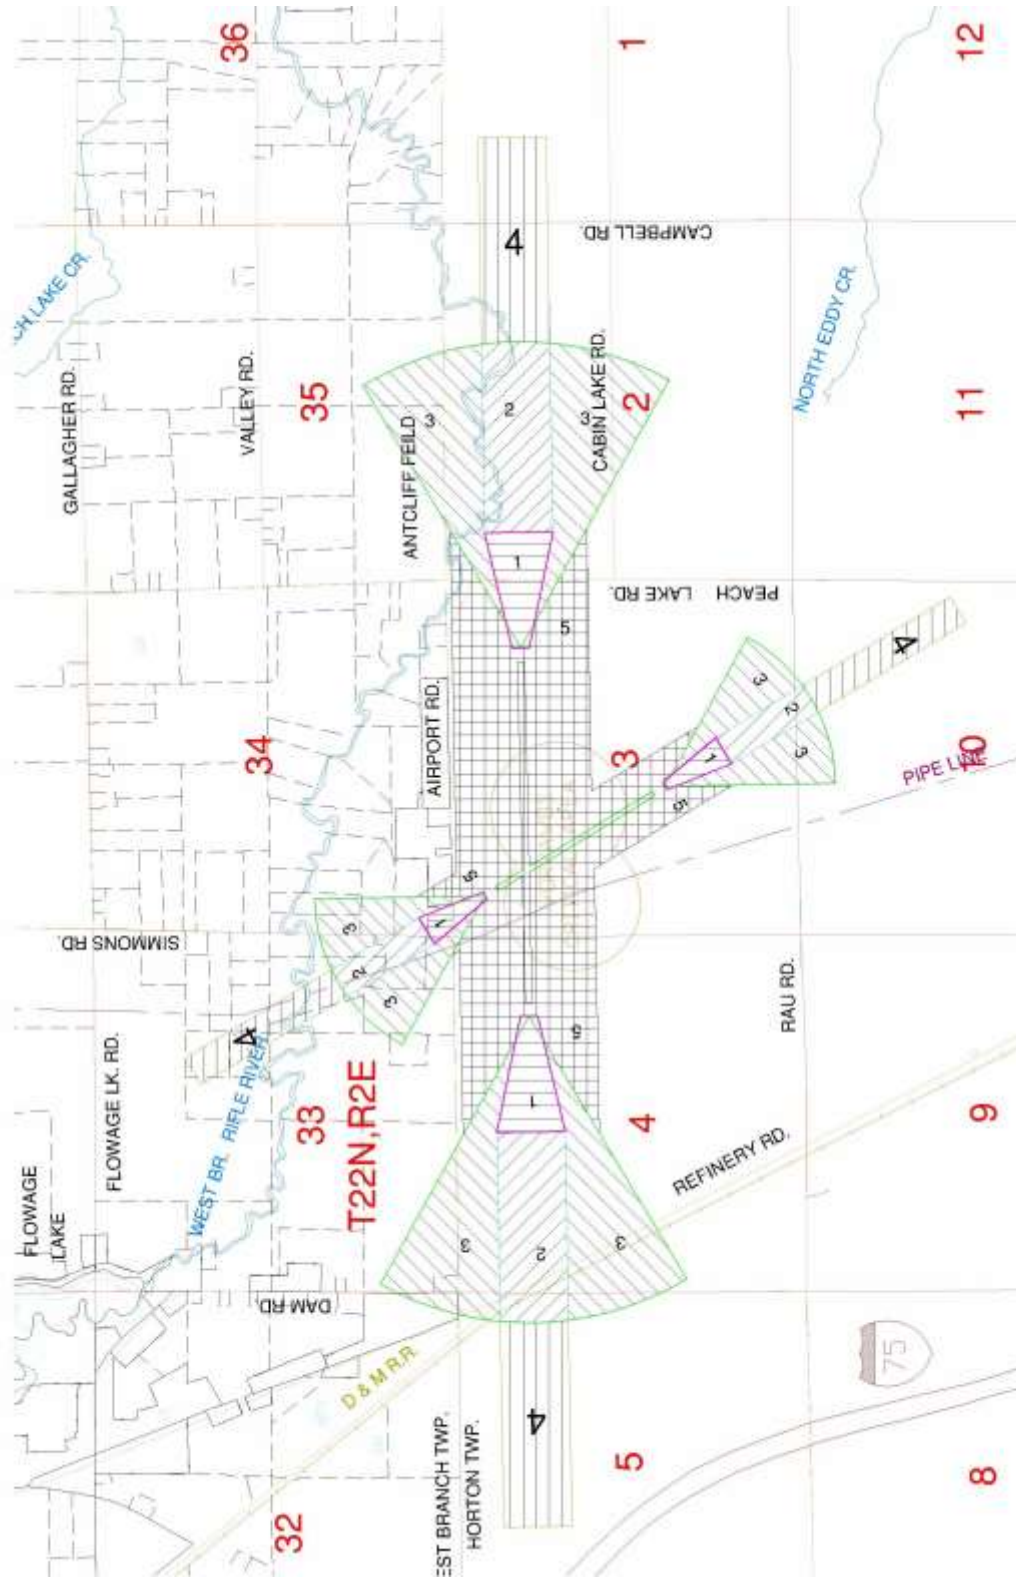 36
1
12
CAMPBELL RD.
4
CH LAKE CR.
NORTH EDDY CR.
GALLAGHER RD.
VALLEY RD.
35
ANTCLIFF FEILD
3
2
3
CABIN LAKE RD.
2
11
1
LAKE RD.
PEACH
5
4
3
2
3
1
5
34
AIRPORT RD.
3
10
PIPE LINE
5
SIMMONS RD.
3
2
3
1
4
RAU RD.
FLOWAGE LK. RD.
WEST BR. RIFLE RIVER
33
T22N,R2E
5
1
4
9
FLOWAGE
LAKE
REFINERY RD.
3
2
3
DAM RD.
D & M R.R.
75
4
EST BRANCH TWP.
HORTON TWP.
5
8
32